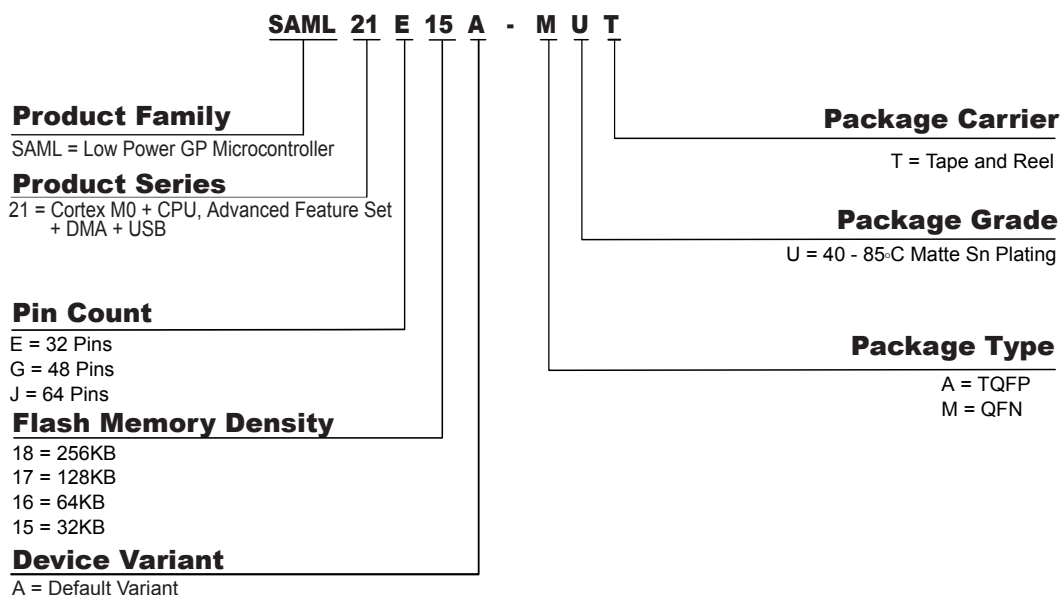 SAML 21 E 15 A - M U T
Product Family
SAML = Low Power GP Microcontroller
Product Series
21 = Cortex M0 + CPU, Advanced Feature Set
+ DMA + USB
Pin Count
E = 32 Pins
G = 48 Pins
J = 64 Pins
Flash Memory Density
18 = 256KB
17 = 128KB
16 = 64KB
15 = 32KB
Device Variant
A = Default Variant
Package Carrier
T = Tape and Reel
Package Grade
U = 40 - 85°C Matte Sn Plating
Package Type
A = TQFP
M = QFN